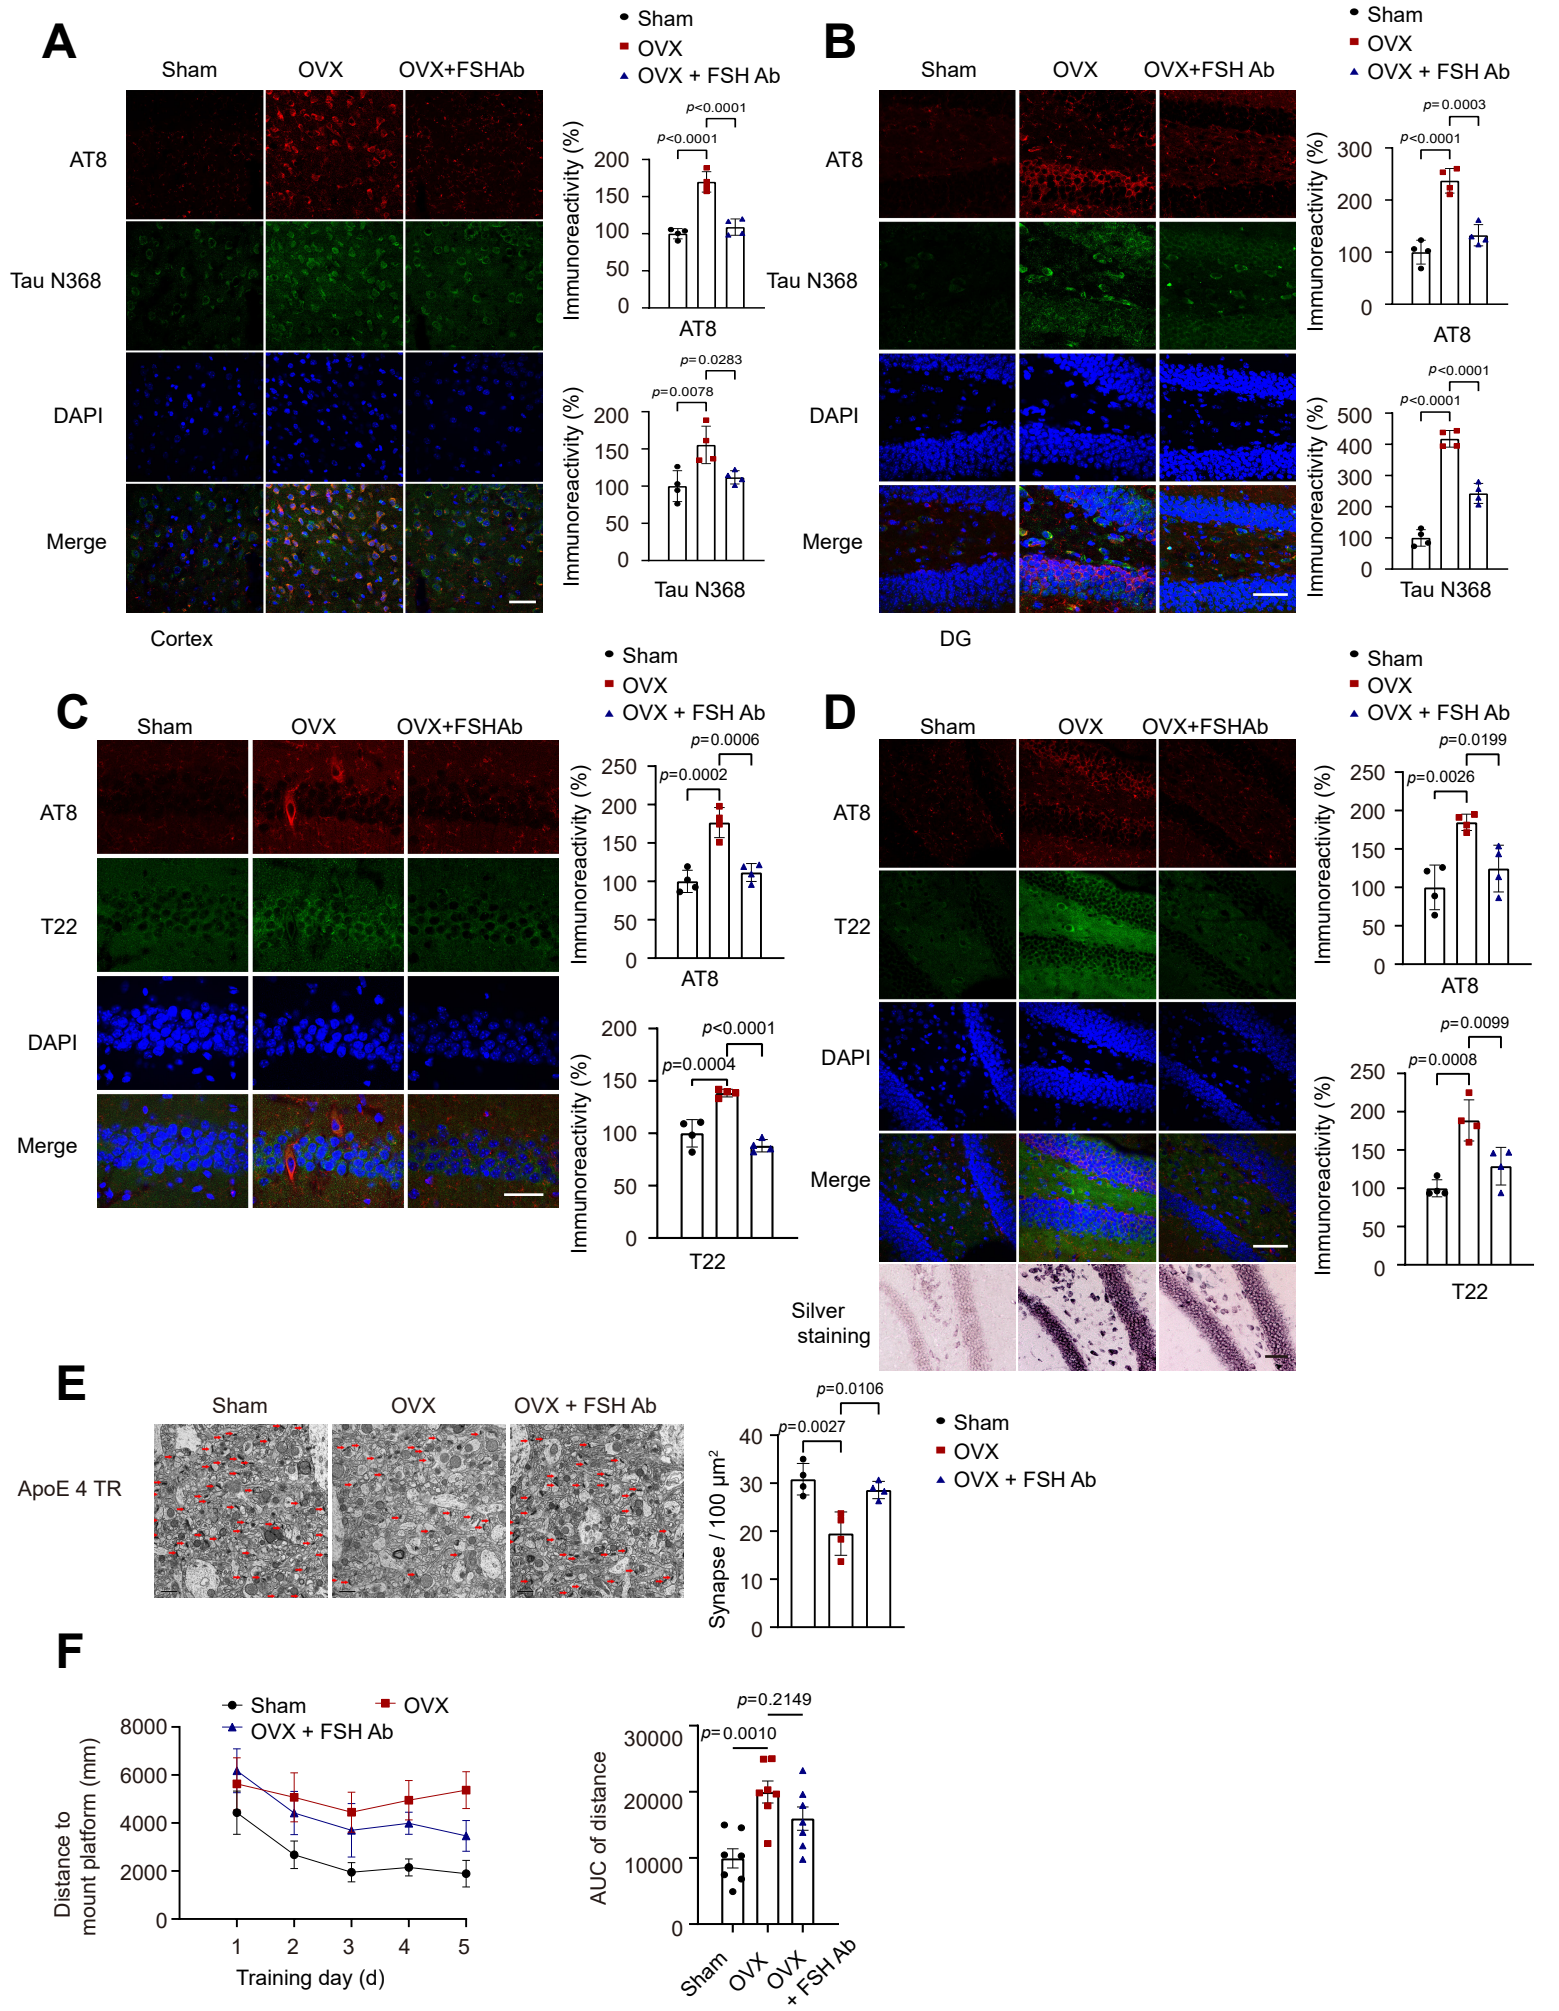 A
Sham
OVX
OVX+FSHAb
AT8
Tau N368
DAPI
Merge
Cortex
Sham
OVX
OVX + FSH Ab
p<0.0001
p<0.0001
Immunoreactivity (%)
200
150
100
50
0
AT8
p=0.0283
p=0.0078
Immunoreactivity (%)
200
150
100
50
0
Tau N368
B
Sham
OVX
OVX+FSH Ab
AT8
Tau N368
DAPI
Merge
DG
Sham
OVX
OVX + FSH Ab
p=0.0003
p<0.0001
Immunoreactivity (%)
300
200
100
0
AT8
p<0.0001
p<0.0001
Immunoreactivity (%)
500
400
300
200
100
0
Tau N368
C
Sham
OVX
OVX+FSHAb
AT8
T22
DAPI
Merge
Sham
OVX
OVX + FSH Ab
p=0.0006
p=0.0002
Immunoreactivity (%)
250
200
150
100
50
0
AT8
p<0.0001
p=0.0004
Immunoreactivity (%)
200
150
100
50
0
T22
D
Sham
OVX
OVX+FSHAb
AT8
T22
DAPI
Merge
Silver
staining
Sham
OVX
OVX + FSH Ab
p=0.0199
p=0.0026
Immunoreactivity (%)
250
200
150
100
50
0
AT8
p=0.0099
p=0.0008
Immunoreactivity (%)
250
200
150
100
50
0
T22
E
Sham
OVX
OVX + FSH Ab
ApoE 4 TR
p=0.0106
p=0.0027
Synapse / 100 µm²
40
30
20
10
0
Sham
OVX
OVX + FSH Ab
F
Sham
OVX
OVX + FSH Ab
Distance to
mount platform (mm)
8000
6000
4000
2000
0
1 2 3 4 5
Training day (d)
p=0.2149
p=0.0010
AUC of distance
30000
20000
10000
0
Sham
OVX
OVX
+ FSH Ab